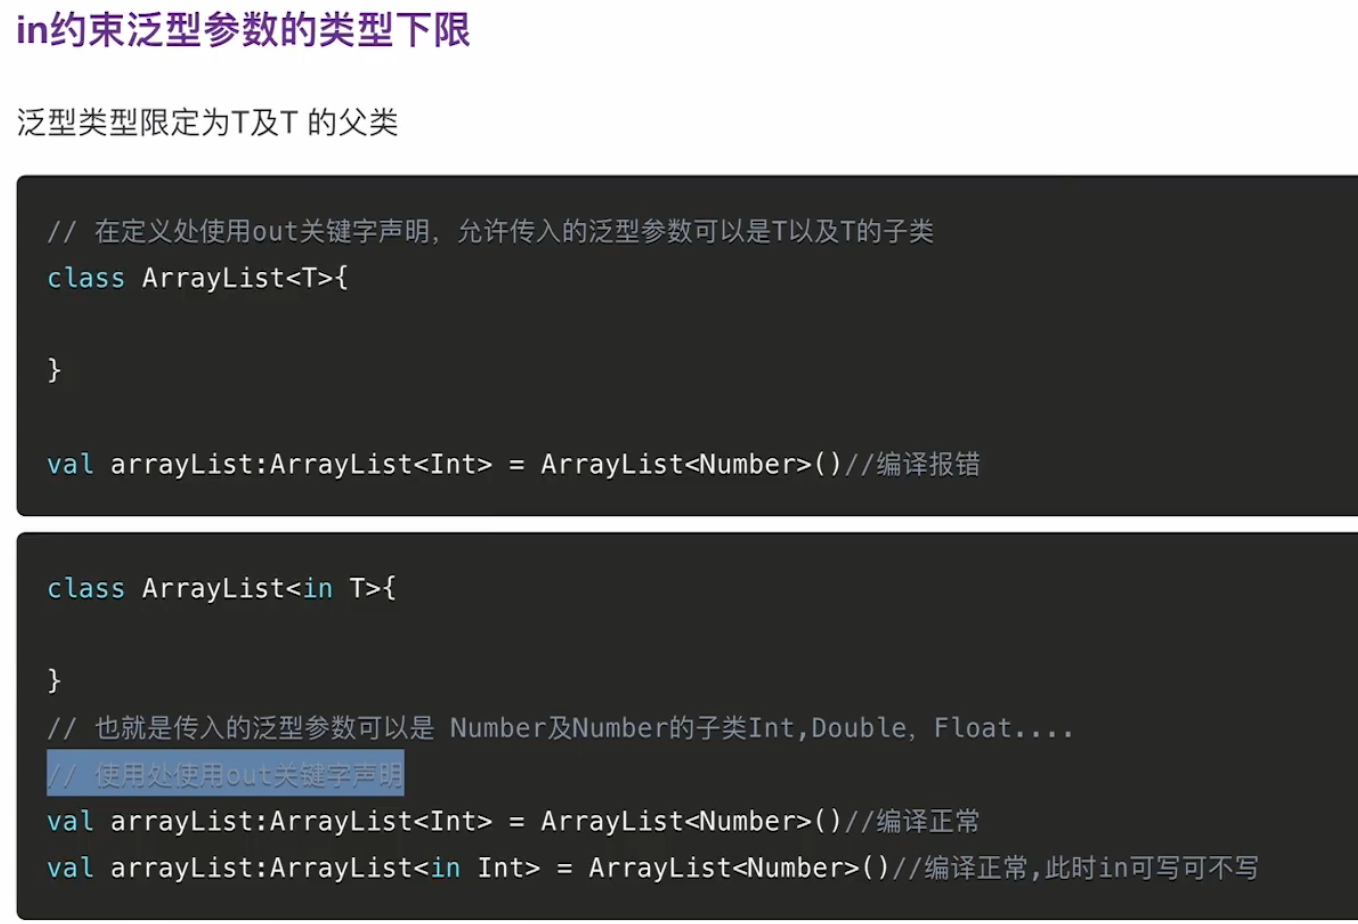 in约束泛型参数的类型下限
泛型类型限定为T及T 的父类
// 在定义处使用out关键字声明，允许传入的泛型参数可以是T以及T的子类
class ArrayList<T>{
}
val arrayList:ArrayList<Int> = ArrayList<Number>()//编译报错
class ArrayList<in T>{
}
// 也就是传入的泛型参数可以是 Number及Number的子类Int,Double，Float....
// 使用处使用out关键字声明
val arrayList:ArrayList<Int> = ArrayList<Number>()//编译正常
val arrayList:ArrayList<in Int> = ArrayList<Number>()//编译正常,此时in可写可不写